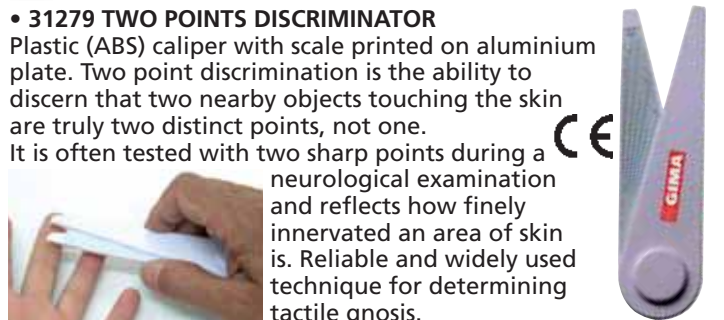 • 31279 TWO POINTS DISCRIMINATOR
Plastic (ABS) caliper with scale printed on aluminium
plate. Two point discrimination is the ability to
discern that two nearby objects touching the skin
are truly two distinct points, not one.
It is often tested with two sharp points during a
CE
neurological examination
and reflects how finely
innervated an area of skin
is. Reliable and widely used
technique for determining
tactile gnosis.
GIMA